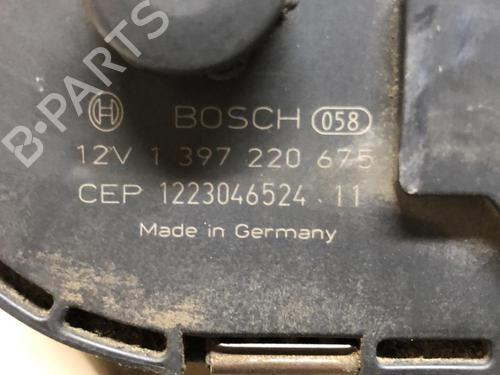 B-PARTS
BOSCH 058
12V 1 397 220 675
CEP 1223046524 11
Made in Germany